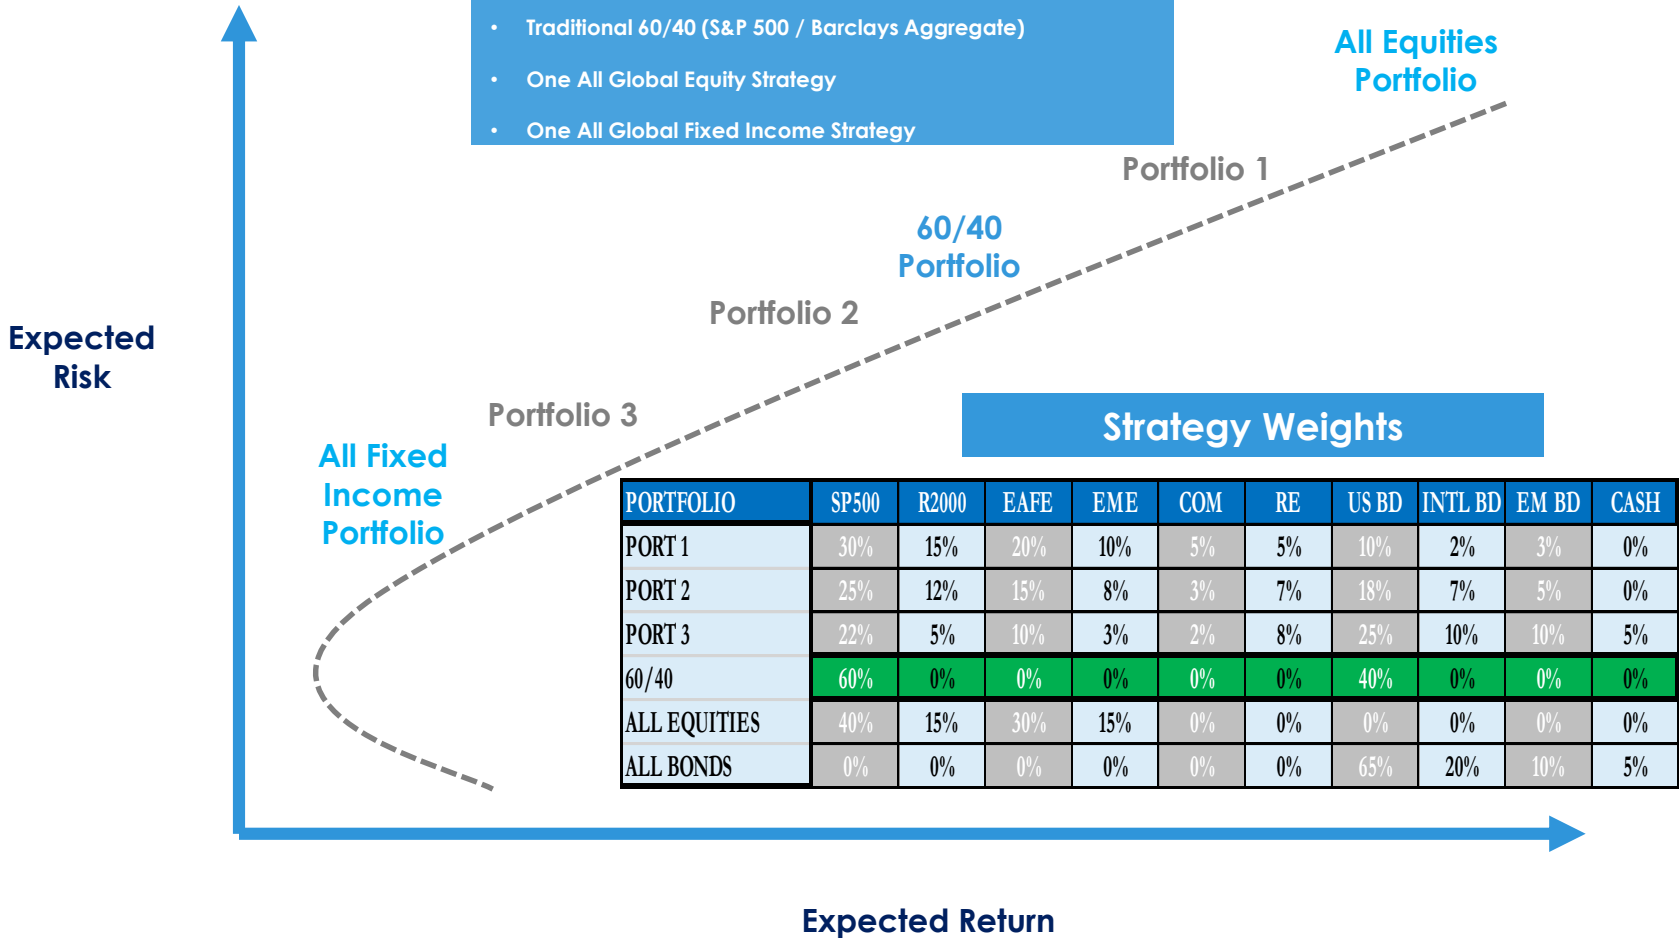 • Traditional 60/40 (S&P 500 / Barclays Aggregate)
• One All Global Equity Strategy
• One All Global Fixed Income Strategy
All Equities
Portfolio
Portfolio 1
60/40
Portfolio
Portfolio 2
Expected
Risk
Portfolio 3
All Fixed
Income
Portfolio
Strategy Weights
PORTFOLIO SP500 R2000 EAFE EME COM RE US BD INTL BD EM BD CASH
PORT 1 30% 15% 20% 10% 5% 5% 10% 2% 3% 0%
PORT 2 25% 12% 15% 8% 3% 7% 18% 7% 5% 0%
PORT 3 22% 5% 10% 3% 2% 8% 25% 10% 10% 5%
60/40 60% 0% 0% 0% 0% 0% 40% 0% 0% 0%
ALL EQUITIES 40% 15% 30% 15% 0% 0% 0% 0% 0% 0%
ALL BONDS 0% 0% 0% 0% 0% 0% 65% 20% 10% 5%
Expected Return